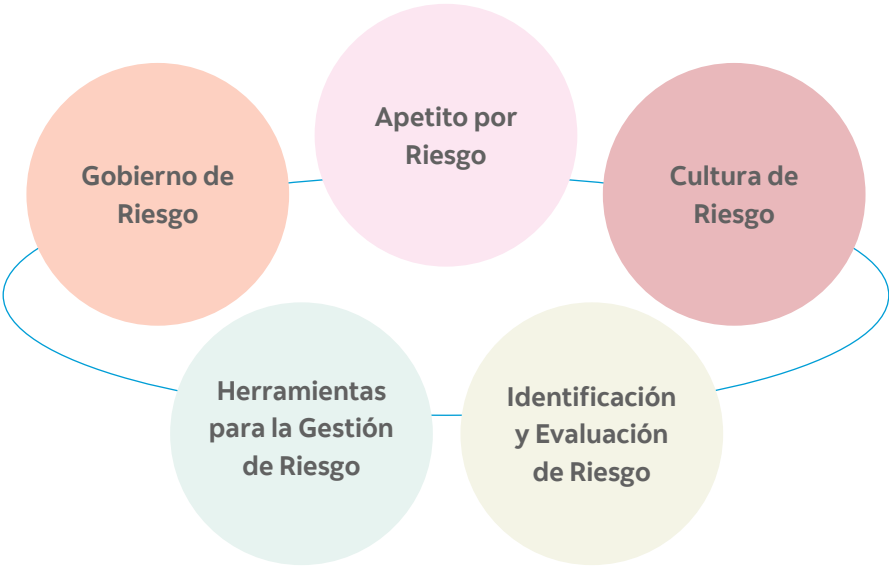 Apetito por
Riesgo
Gobierno de
Riesgo
Cultura de
Riesgo
Herramientas
para la Gestión
de Riesgo
Identificación
y Evaluación
de Riesgo